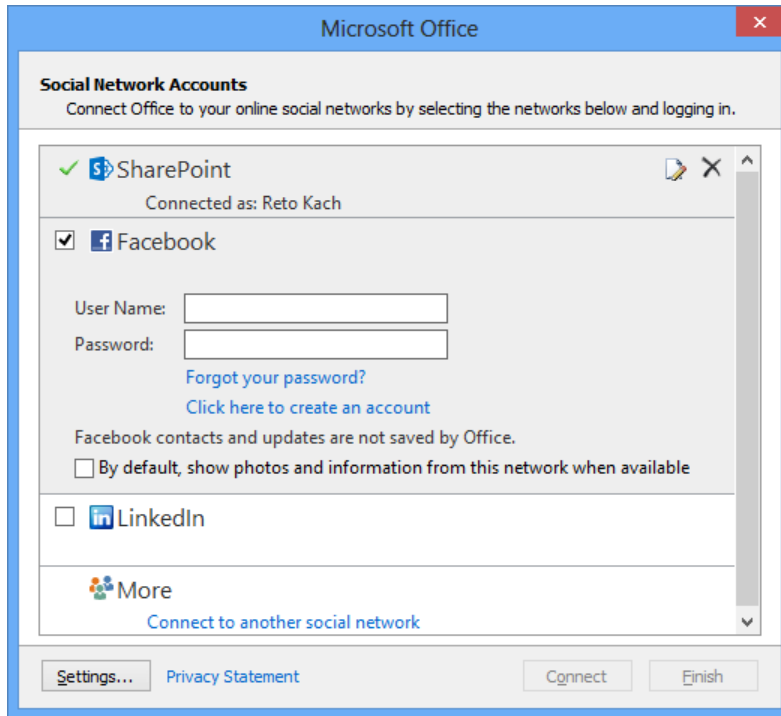 Microsoft Office
Social Network Accounts
Connect Office to your online social networks by selecting the networks below and logging in.
SharePoint
Connected as: Reto Kach
Facebook
User Name:
Password:
Forgot your password?
Click here to create an account
Facebook contacts and updates are not saved by Office.
By default, show photos and information from this network when available
LinkedIn
More
Connect to another social network
Settings... Privacy Statement Connect Finish